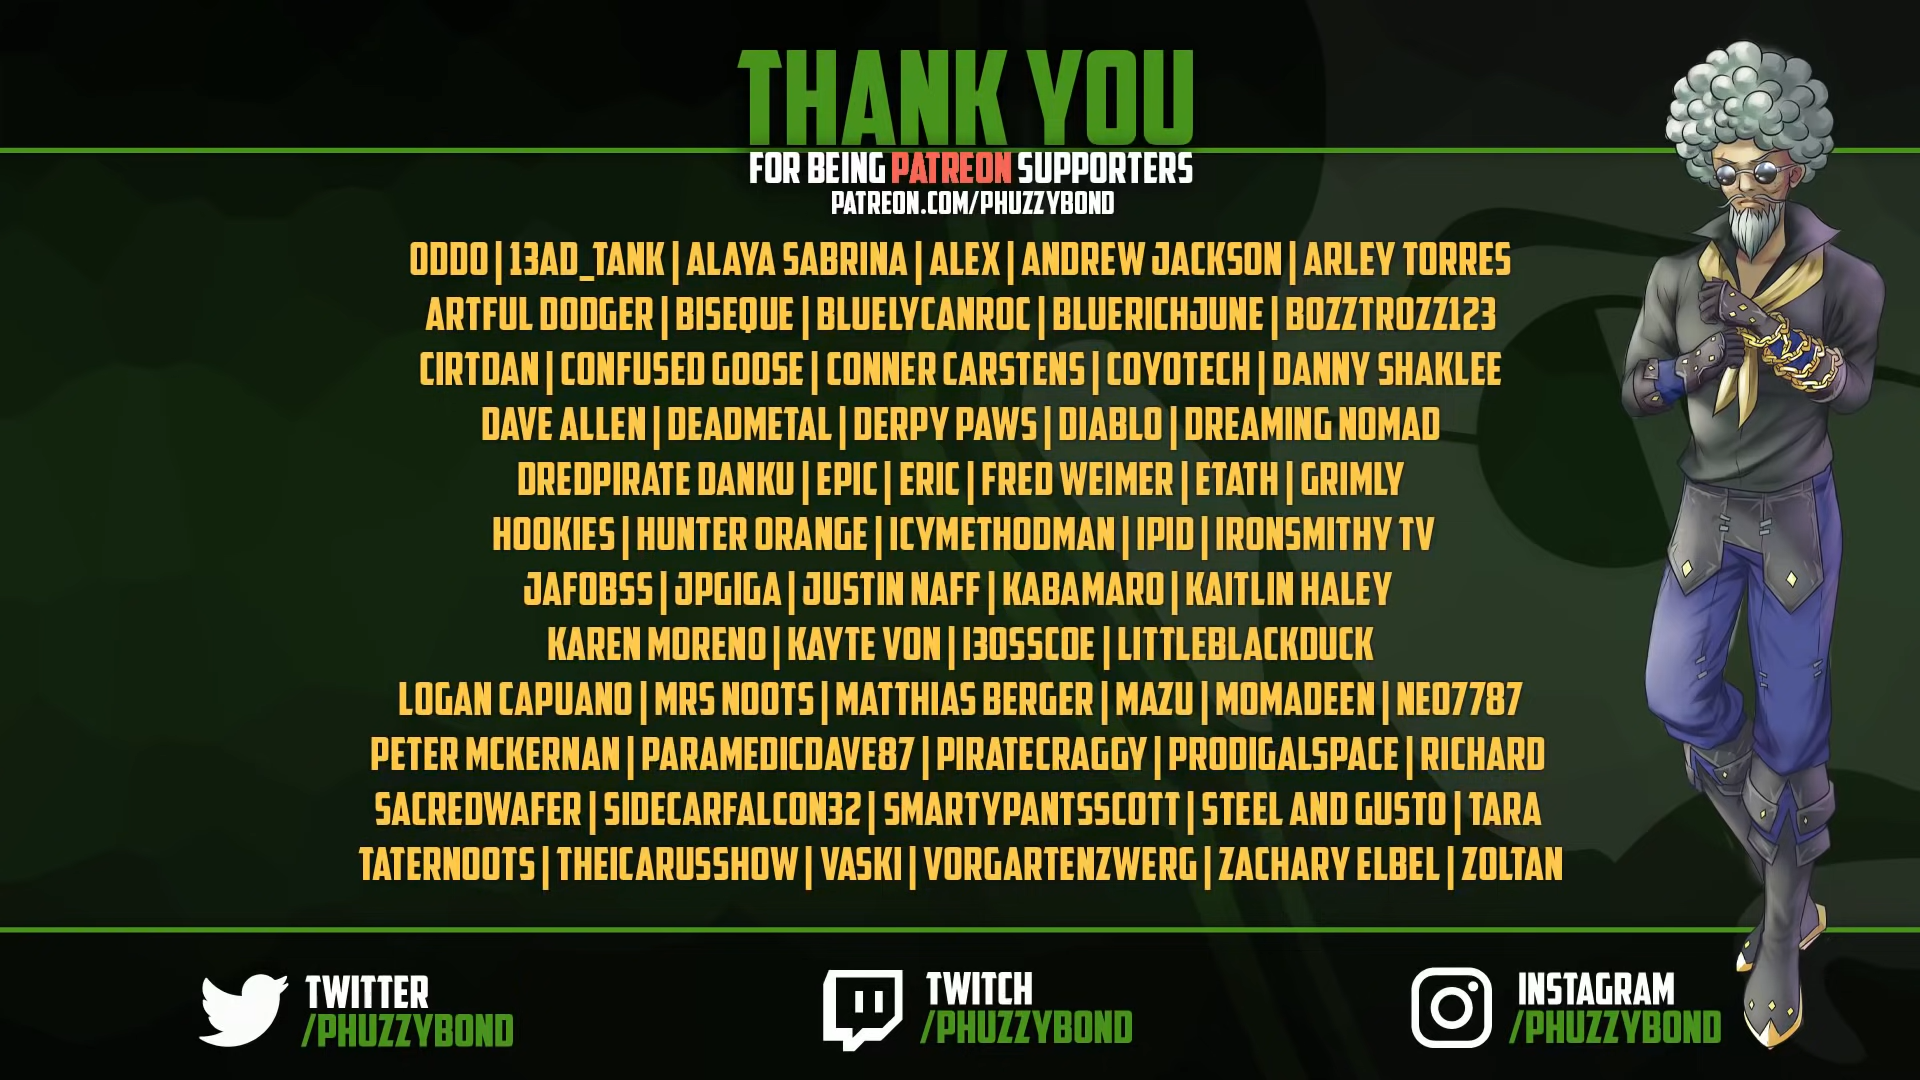 THANK YOU
FOR BEING PATREON SUPPORTERS
PATREON.COM/PHUZZYBOND
ODDO | 13AD_TANK | ALAYA SABRINA | ALEX | ANDREW JACKSON | ARLEY TORRES
ARTFUL DODGER | BISEQUE | BLUELYCANROC | BLUERICHJUNE | BOZZTROZZ123
CIRTDAN | CONFUSED GOOSE | CONNER CARSTENS | COYOTECH | DANNY SHAKLEE
DAVE ALLEN | DEADMETAL | DERPY PAWS | DIABLO | DREAMING NOMAD
DREDPIRATE DANKU | EPIC | ERIC | FRED WEIMER | ETATH | GRIMLY
HOOKIES | HUNTER ORANGE | ICYMETHODMAN | IPID | IRONSMITHY TV
JAFOBSS | JPGIGA | JUSTIN NAFF | KABAMARO | KAITLIN HALEY
KAREN MORENO | KAYTE VON | I30SSCOE | LITTLEBLACKDUCK
LOGAN CAPUANO | MRS NOOTS | MATTHIAS BERGER | MAZU | MOMADEEN | NEO7787
PETER MCKERNAN | PARAMEDICDAVE87 | PIRATECRAGGY | PRODIGALSPACE | RICHARD
SACREDWAFER | SIDECARFALCON32 | SMARTYPANTSSCOTT | STEEL AND GUSTO | TARA
TATERNOOTS | THEICARUSSHOW | VASKI | VORGARTENZWERG | ZACHARY ELBEL | ZOLTAN
TWITTER
/PHUZZYBOND
TWITCH
/PHUZZYBOND
INSTAGRAM
/PHUZZYBOND